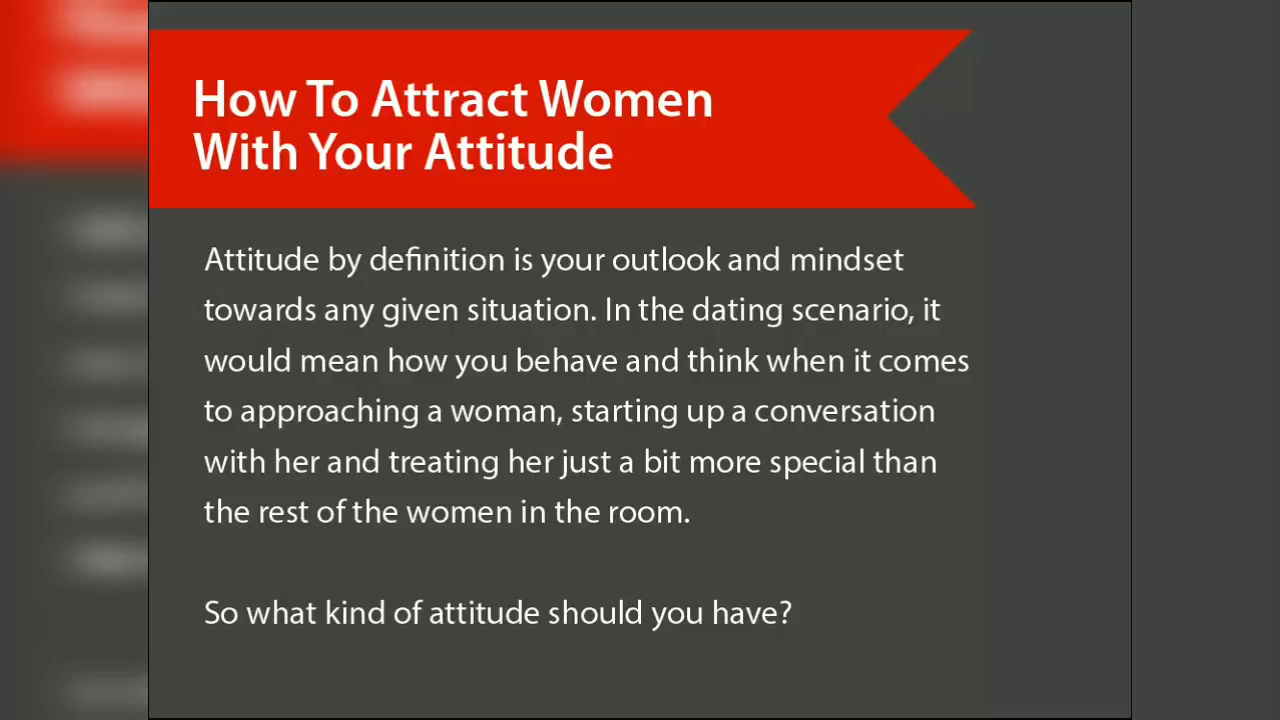 How To Attract Women
With Your Attitude
Attitude by definition is your outlook and mindset
towards any given situation. In the dating scenario, it
would mean how you behave and think when it comes
to approaching a woman, starting up a conversation
with her and treating her just a bit more special than
the rest of the women in the room.
So what kind of attitude should you have?